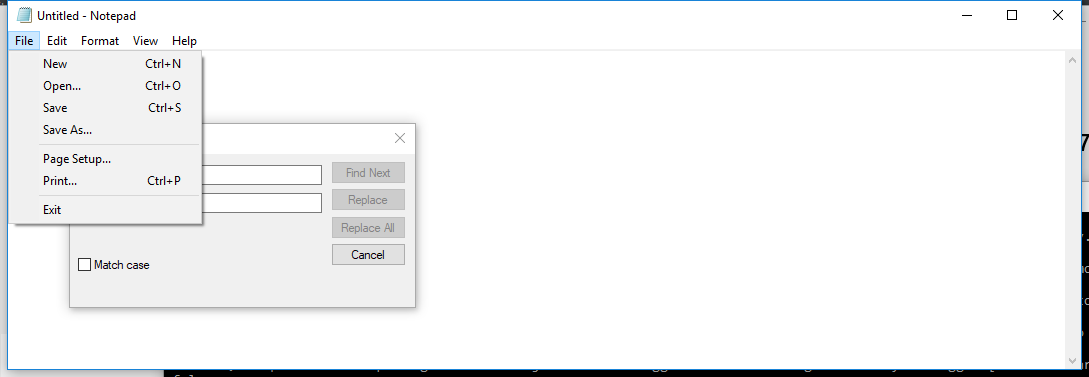 Untitled - Notepad
File Edit Format View Help
New Ctrl+N
Open... Ctrl+O
Save Ctrl+S
Save As...
Page Setup...
Print... Ctrl+P
Exit
Find Next
Replace
Replace All
Cancel
Match case